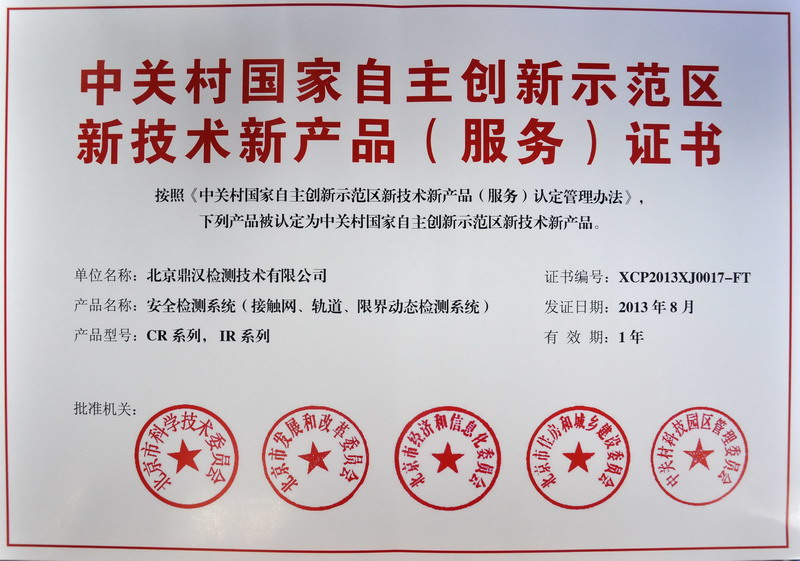 中关村国家自主创新示范区
新技术新产品（服务）证书
按照《中关村国家自主创新示范区新技术新产品（服务）认定管理办法》，
下列产品被认定为中关村国家自主创新示范区新技术新产品。
单位名称：北京鼎汉检测技术有限公司
证书编号：XCP2013XJ0017-FT
产品名称：安全检测系统（接触网、轨道、限界动态检测系统）
发证日期：2013 年 8 月
产品型号：CR 系列， IR 系列
有 效 期：1 年
批准机关：
北京市科学技术委员会
北京市发展和改革委员会
北京市经济和信息化委员会
北京市住房和城乡建设委员会
中关村科技园区管理委员会